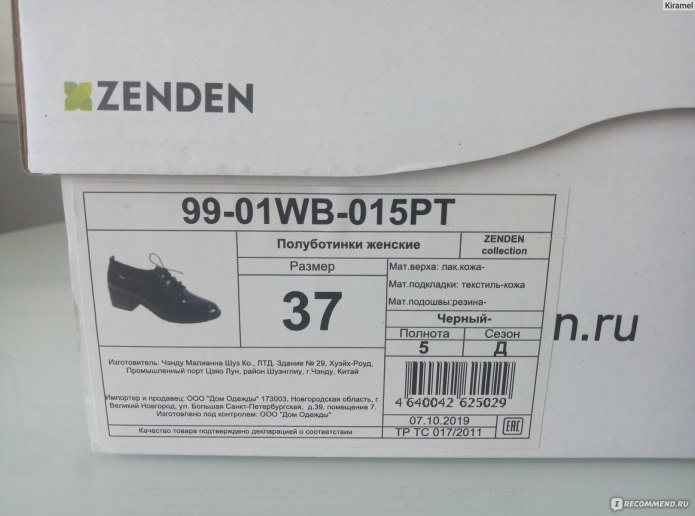 Kiramel
ZENDEN
99-01WB-015PT
Полуботинки женские
ZENDEN
collection
Размер
37
Мат.верха: лак.кожа-
Мат.подкладки: текстиль-кожа
Мат.подошвы:резина-
Черный-
Полнота
Сезон
5
Д
n.ru
Изготовитель: Чэнду Малианна Шуз Ко., ЛТД. Здание № 29, Хуэйх-Роуд,
Промышленный порт Цзяо Лун, район Шуэнглиу, г.Чэнду, Китай
4 640042 625029
Импортер и продавец: ООО "Дом Одежды" 173003, Новгородская область, г.
Великий Новгород, ул. Большая Санкт-Петербургская, д.39, помещение 7.
Изготовлено под контролем: ООО "Дом Одежды"
07.10.2019
EAC
Качество товара подтверждено декларацией о соответствии
ТР ТС 017/2011
IRECOMMEND.RU